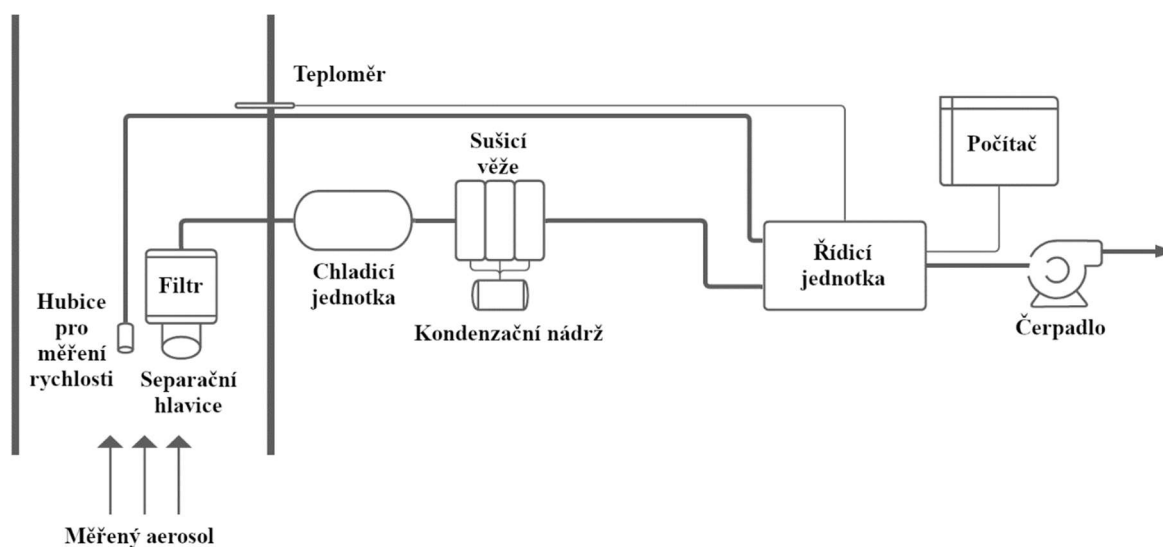 Teploměr
Počítač
Sušicí
věže
Řídicí
jednotka
Chladicí
jednotka
Filtr
Hubice
pro
měření
rychlosti
Kondenzační nádrž
Čerpadlo
Separační
hlavice
Měřený aerosol